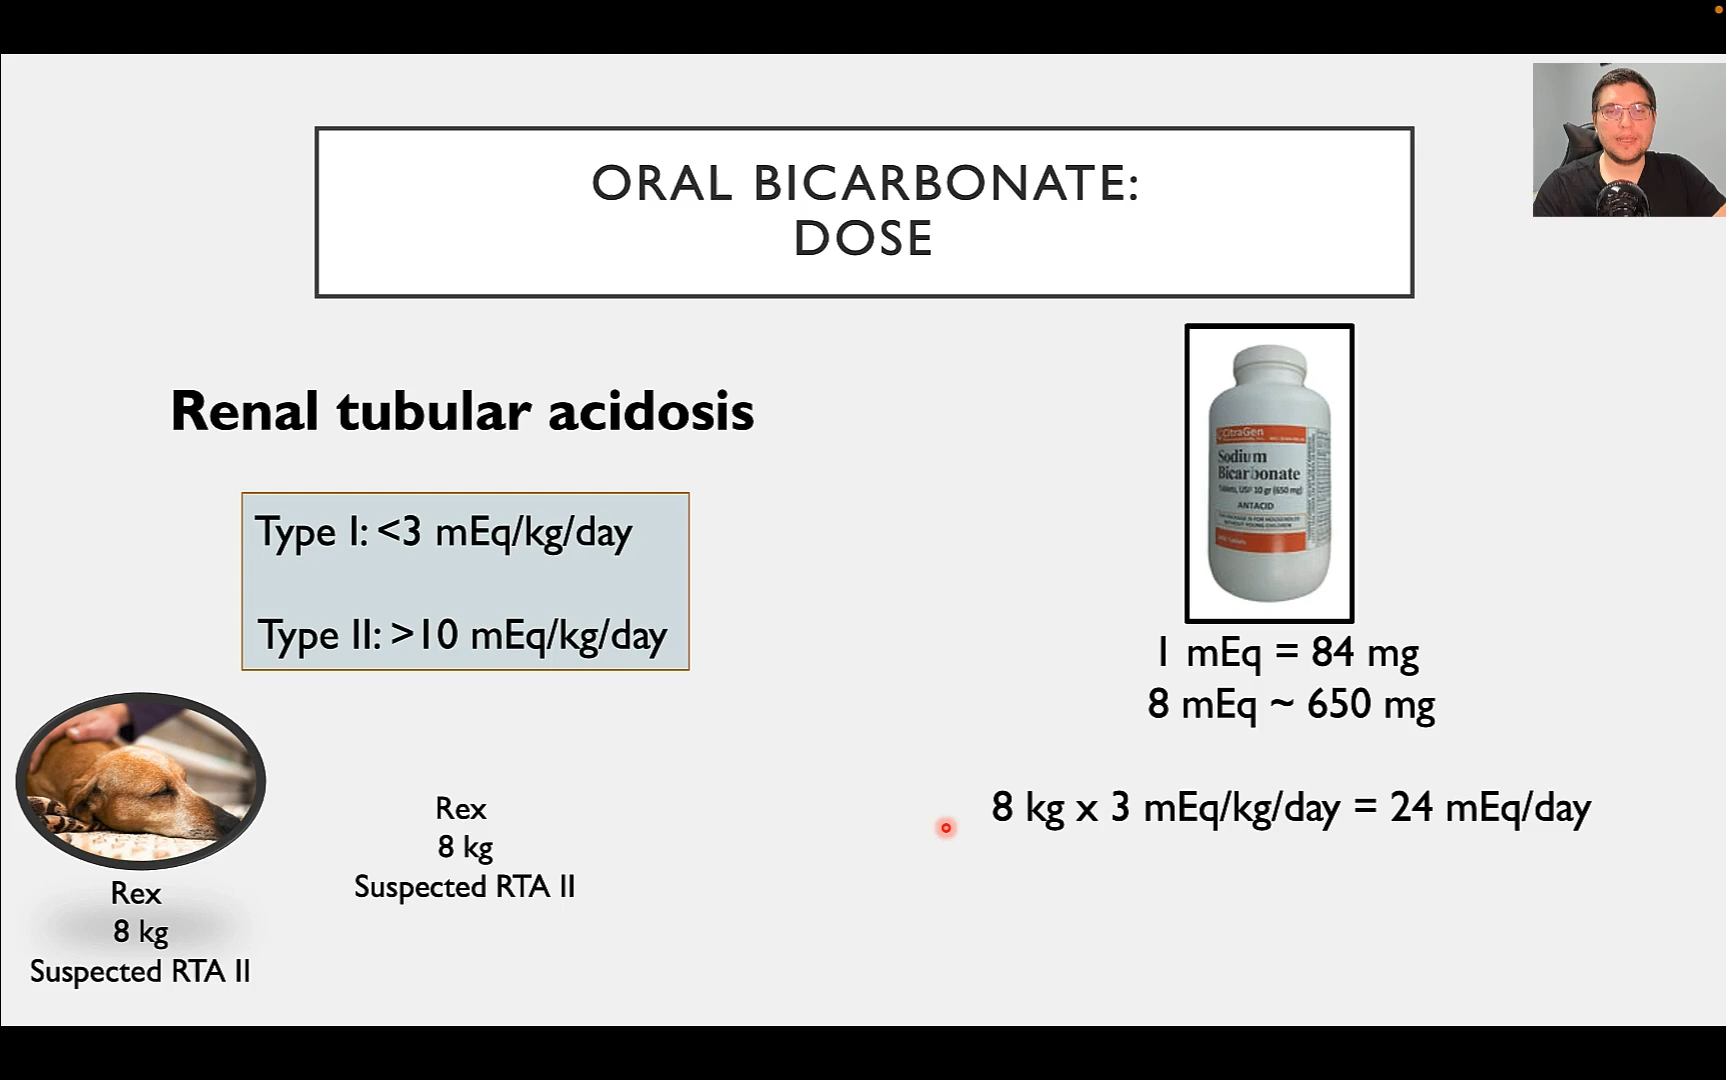 ORAL BICARBONATE:
DOSE
Renal tubular acidosis
Type I: <3 mEq/kg/day
Type II: >10 mEq/kg/day
CitraGen
Sodium
Bicarbonate
Tablets, USP 10 gr (650 mg)
ANTACID
1 mEq = 84 mg
8 mEq ~ 650 mg
8 kg x 3 mEq/kg/day = 24 mEq/day
Rex
8 kg
Suspected RTA II
Rex
8 kg
Suspected RTA II